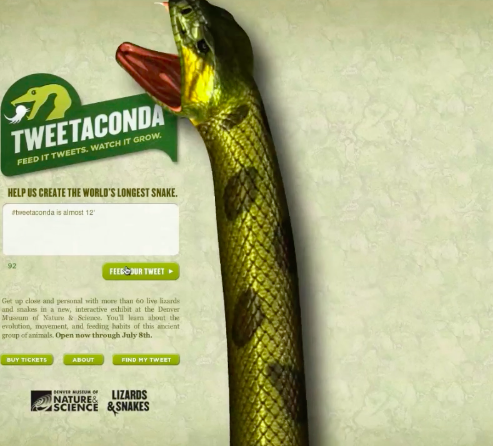 TWEETACONDA
FEED IT TWEETS. WATCH IT GROW.
HELP US CREATE THE WORLD'S LONGEST SNAKE.
#tweetaconda is almost 12'
92
FEED YOUR TWEET
Get up close and personal with more than 60 live lizards
and snakes in a new, interactive exhibit at the Denver
Museum of Nature & Science. You'll learn about the
evolution, movement, and feeding habits of this ancient
group of animals. Open now through July 8th.
BUY TICKETS
ABOUT
FIND MY TWEET
DENVER MUSEUM OF
NATURE&
SCIENCE
LIZARDS
&SNAKES